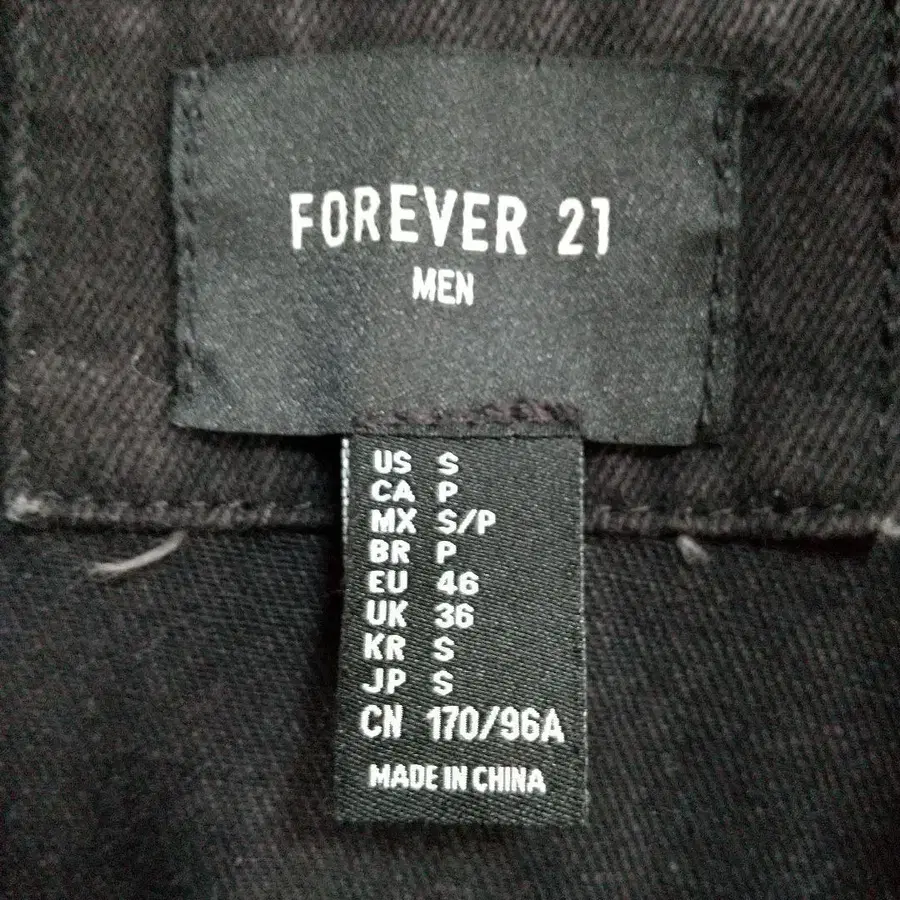 FOREVER 21
MEN
US S
CA P
MX S/P
BR P
EU 46
UK 36
KR S
JP S
CN 170/96A
MADE IN CHINA